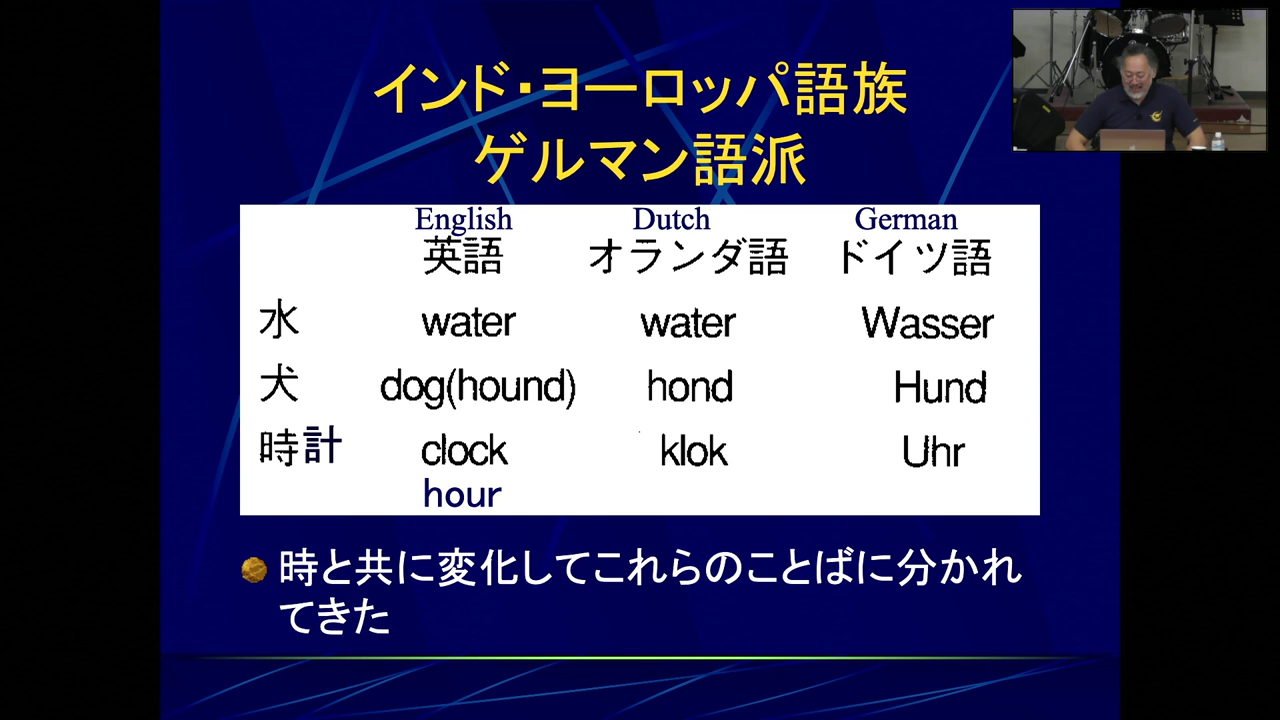 インド・ヨーロッパ語族
ゲルマン語派
English Dutch German
英語 オランダ語 ドイツ語
水 water water Wasser
犬 dog(hound) hond Hund
時計 clock klok Uhr
hour
時と共に変化してこれらのことばに分かれ
てきた